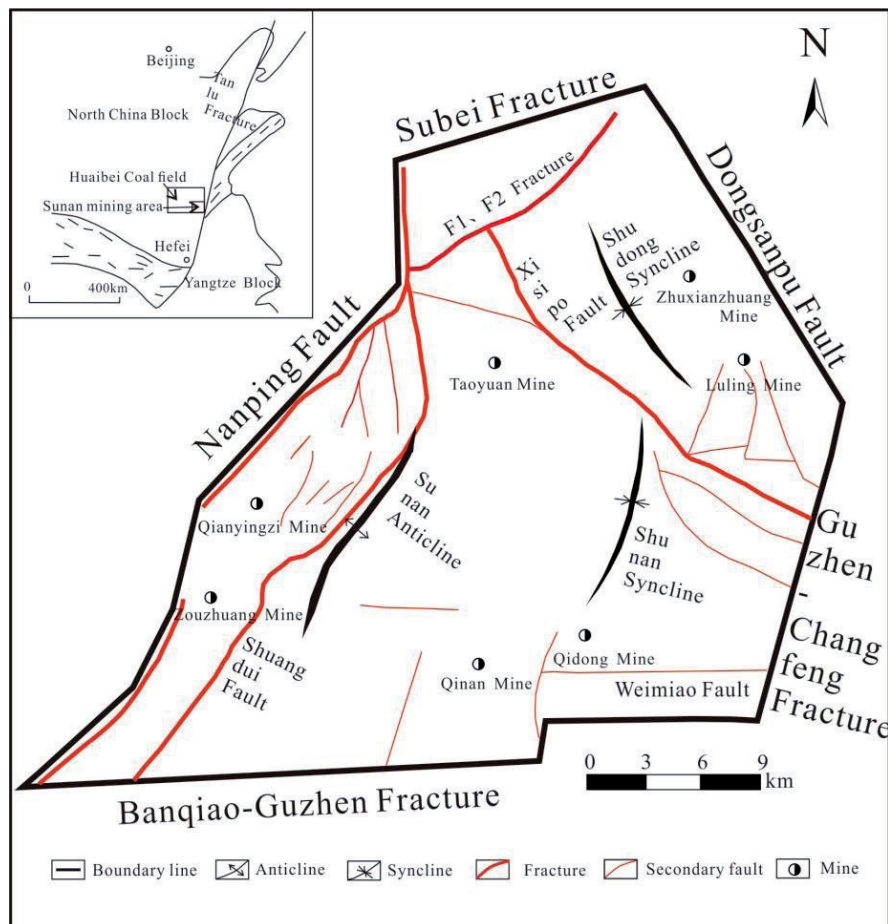 Beijing
Tan
lu
Fracture
North China Block
Huaibei Coal field
Sunan mining area
Hefei
0 400km
Yangtze Block
N
Subei Fracture
F1、F2 Fracture
Dongsanpu Fault
Shu
dong
Syncline
Xi
si
po
Fault
Zhuxianzhuang
Mine
Nanping Fault
Taoyuan Mine
Luling Mine
Su
nan
Anticline
Qianyingzi Mine
Gu
zhen
-
Chang
feng
Fracture
Shu
nan
Syncline
Zouzhuang Mine
Shuang
dui
Fault
Qidong Mine
Qinan Mine
Weimiao Fault
0 3 6 9
km
Banqiao-Guzhen Fracture
Boundary line
Anticline
Syncline
Fracture
Secondary fault
Mine